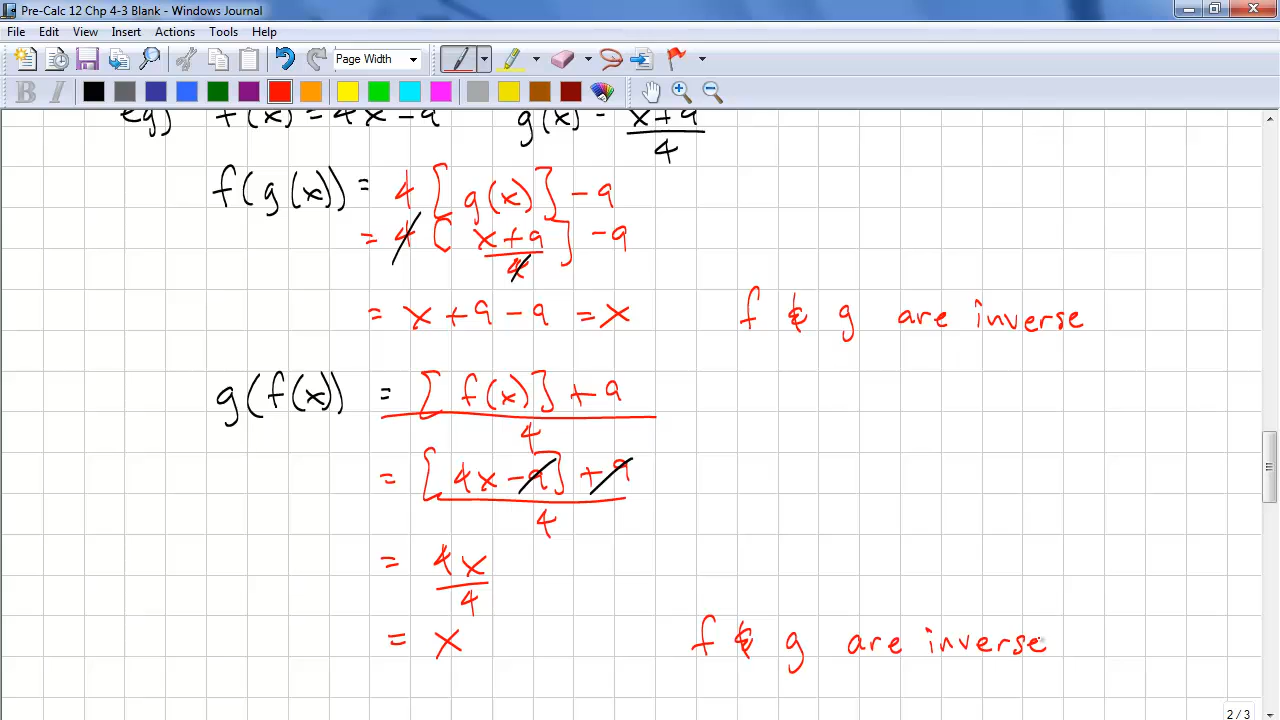 Pre-Calc 12 Chp 4-3 Blank - Windows Journal
File Edit View Insert Actions Tools Help
Page Width
B I
eg) f(x) = 4x - 9 g(x) = x+9
4
f(g(x)) = 4 [ g(x) ] - 9
= 4 [ x+9 ] - 9
4
= x + 9 - 9 = x f & g are inverse
g(f(x)) = [ f(x) ] + 9
4
= [ 4x - 9 ] + 9
4
= 4x
4
= x f & g are inverse
2 / 3